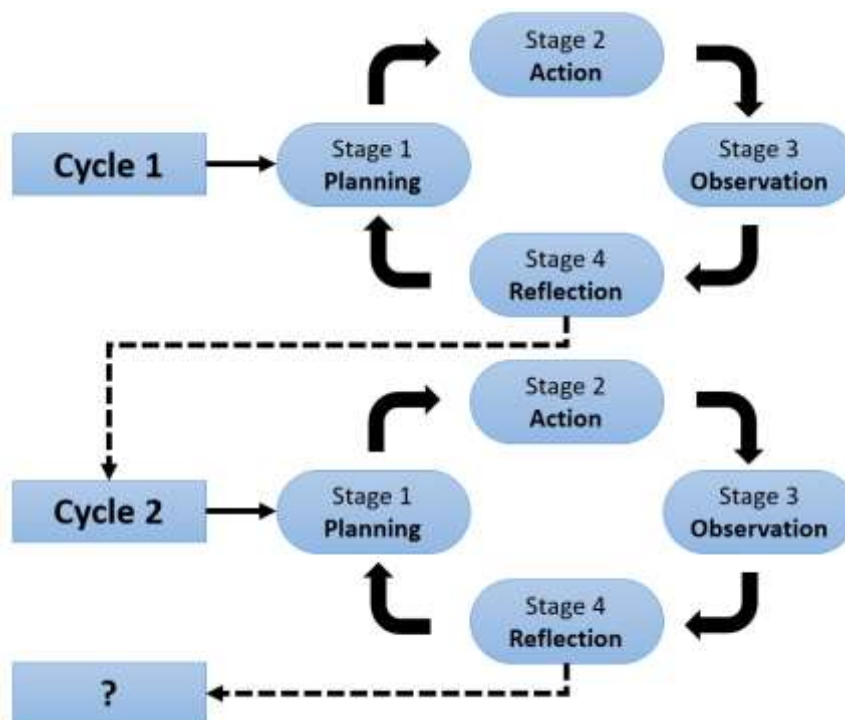 Stage 2
Action
Cycle 1
Stage 1
Planning
Stage 3
Observation
Stage 4
Reflection
Stage 2
Action
Cycle 2
Stage 1
Planning
Stage 3
Observation
Stage 4
Reflection
?